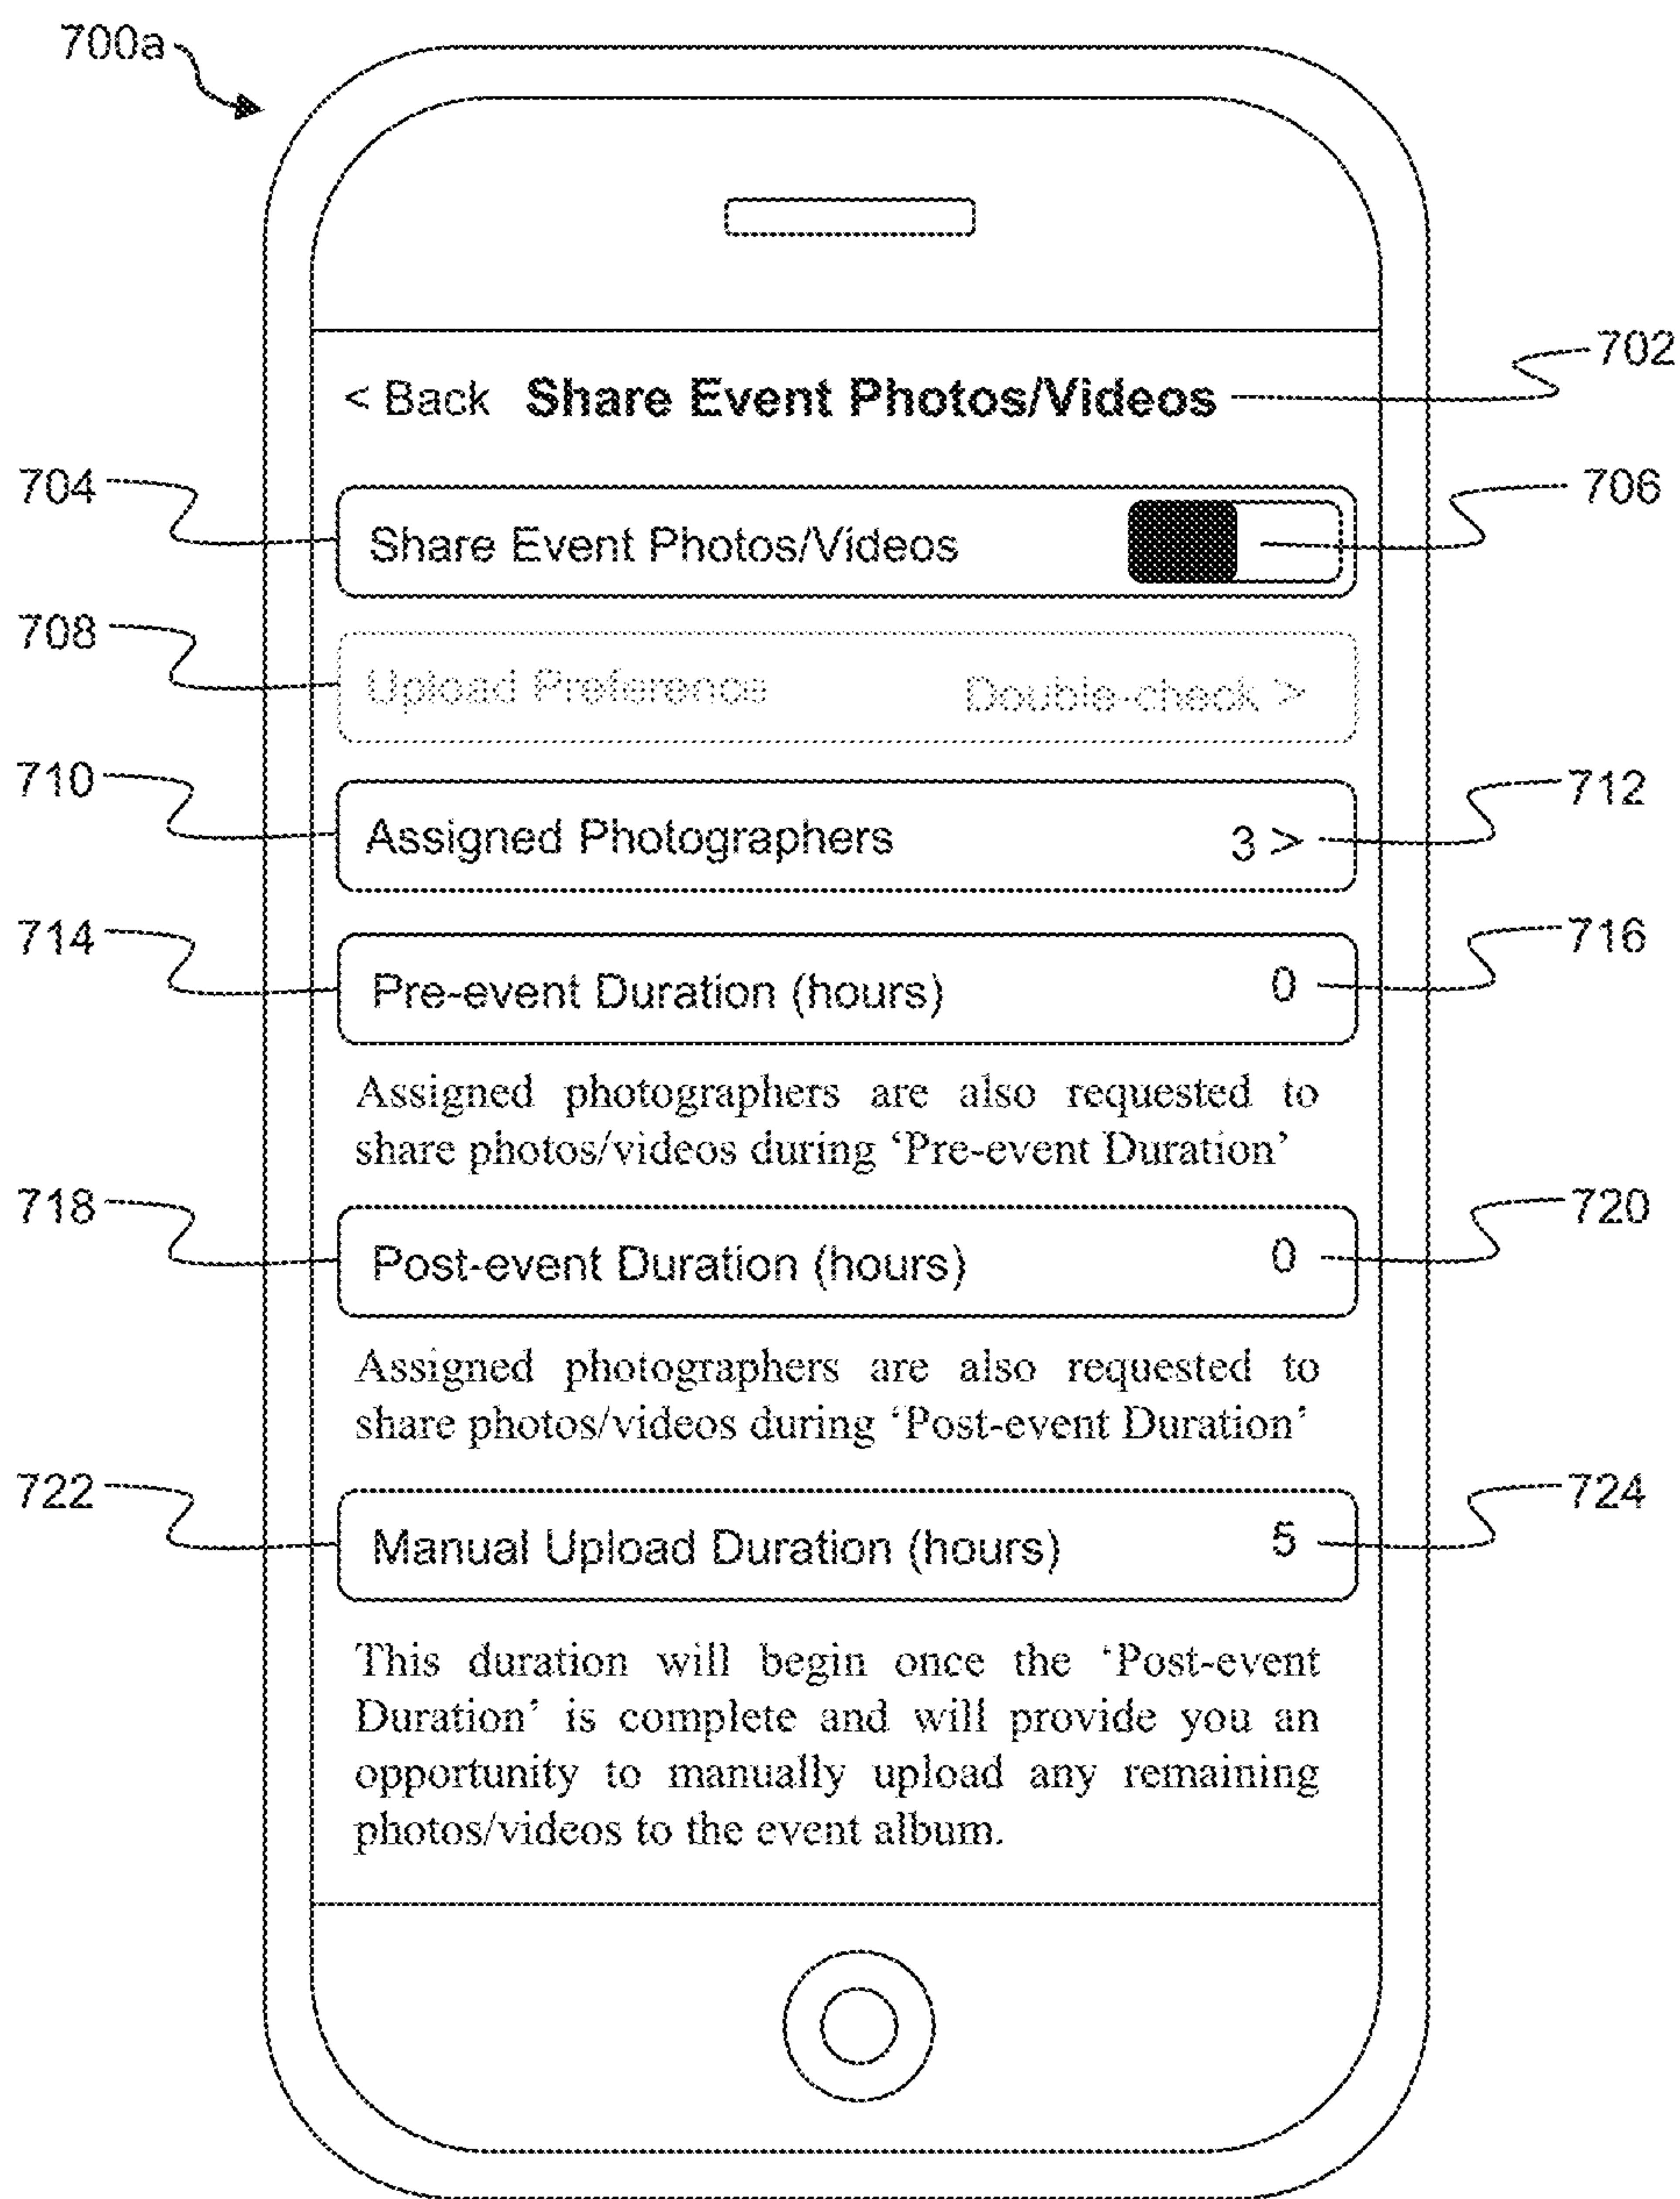 700a
702
< Back Share Event Photos/Videos
704
706
Share Event Photos/Videos
708
Upload Preference Double-check >
710
712
Assigned Photographers 3 >
714
716
Pre-event Duration (hours) 0
Assigned photographers are also requested to
share photos/videos during ‘Pre-event Duration’
718
720
Post-event Duration (hours) 0
Assigned photographers are also requested to
share photos/videos during ‘Post-event Duration’
722
724
Manual Upload Duration (hours) 5
This duration will begin once the ‘Post-event
Duration’ is complete and will provide you an
opportunity to manually upload any remaining
photos/videos to the event album.